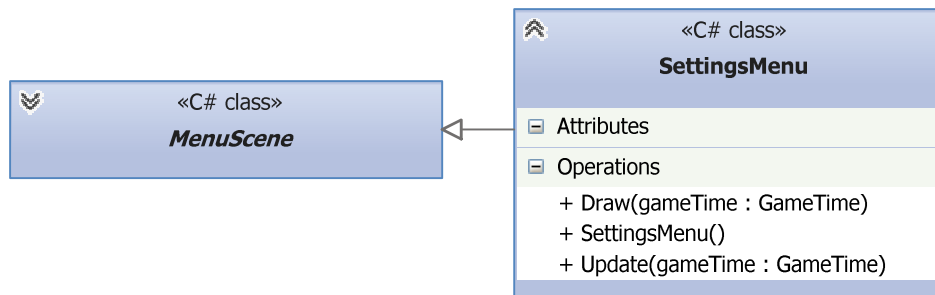 «C# class»
MenuScene
«C# class»
SettingsMenu
Attributes
Operations
+ Draw(gameTime : GameTime)
+ SettingsMenu()
+ Update(gameTime : GameTime)